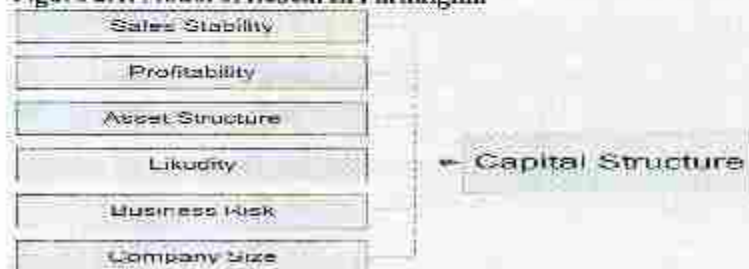 Sales Stability
Profitability
Asset Structure
Likudity
Capital Structure
Business Risk
Company Size